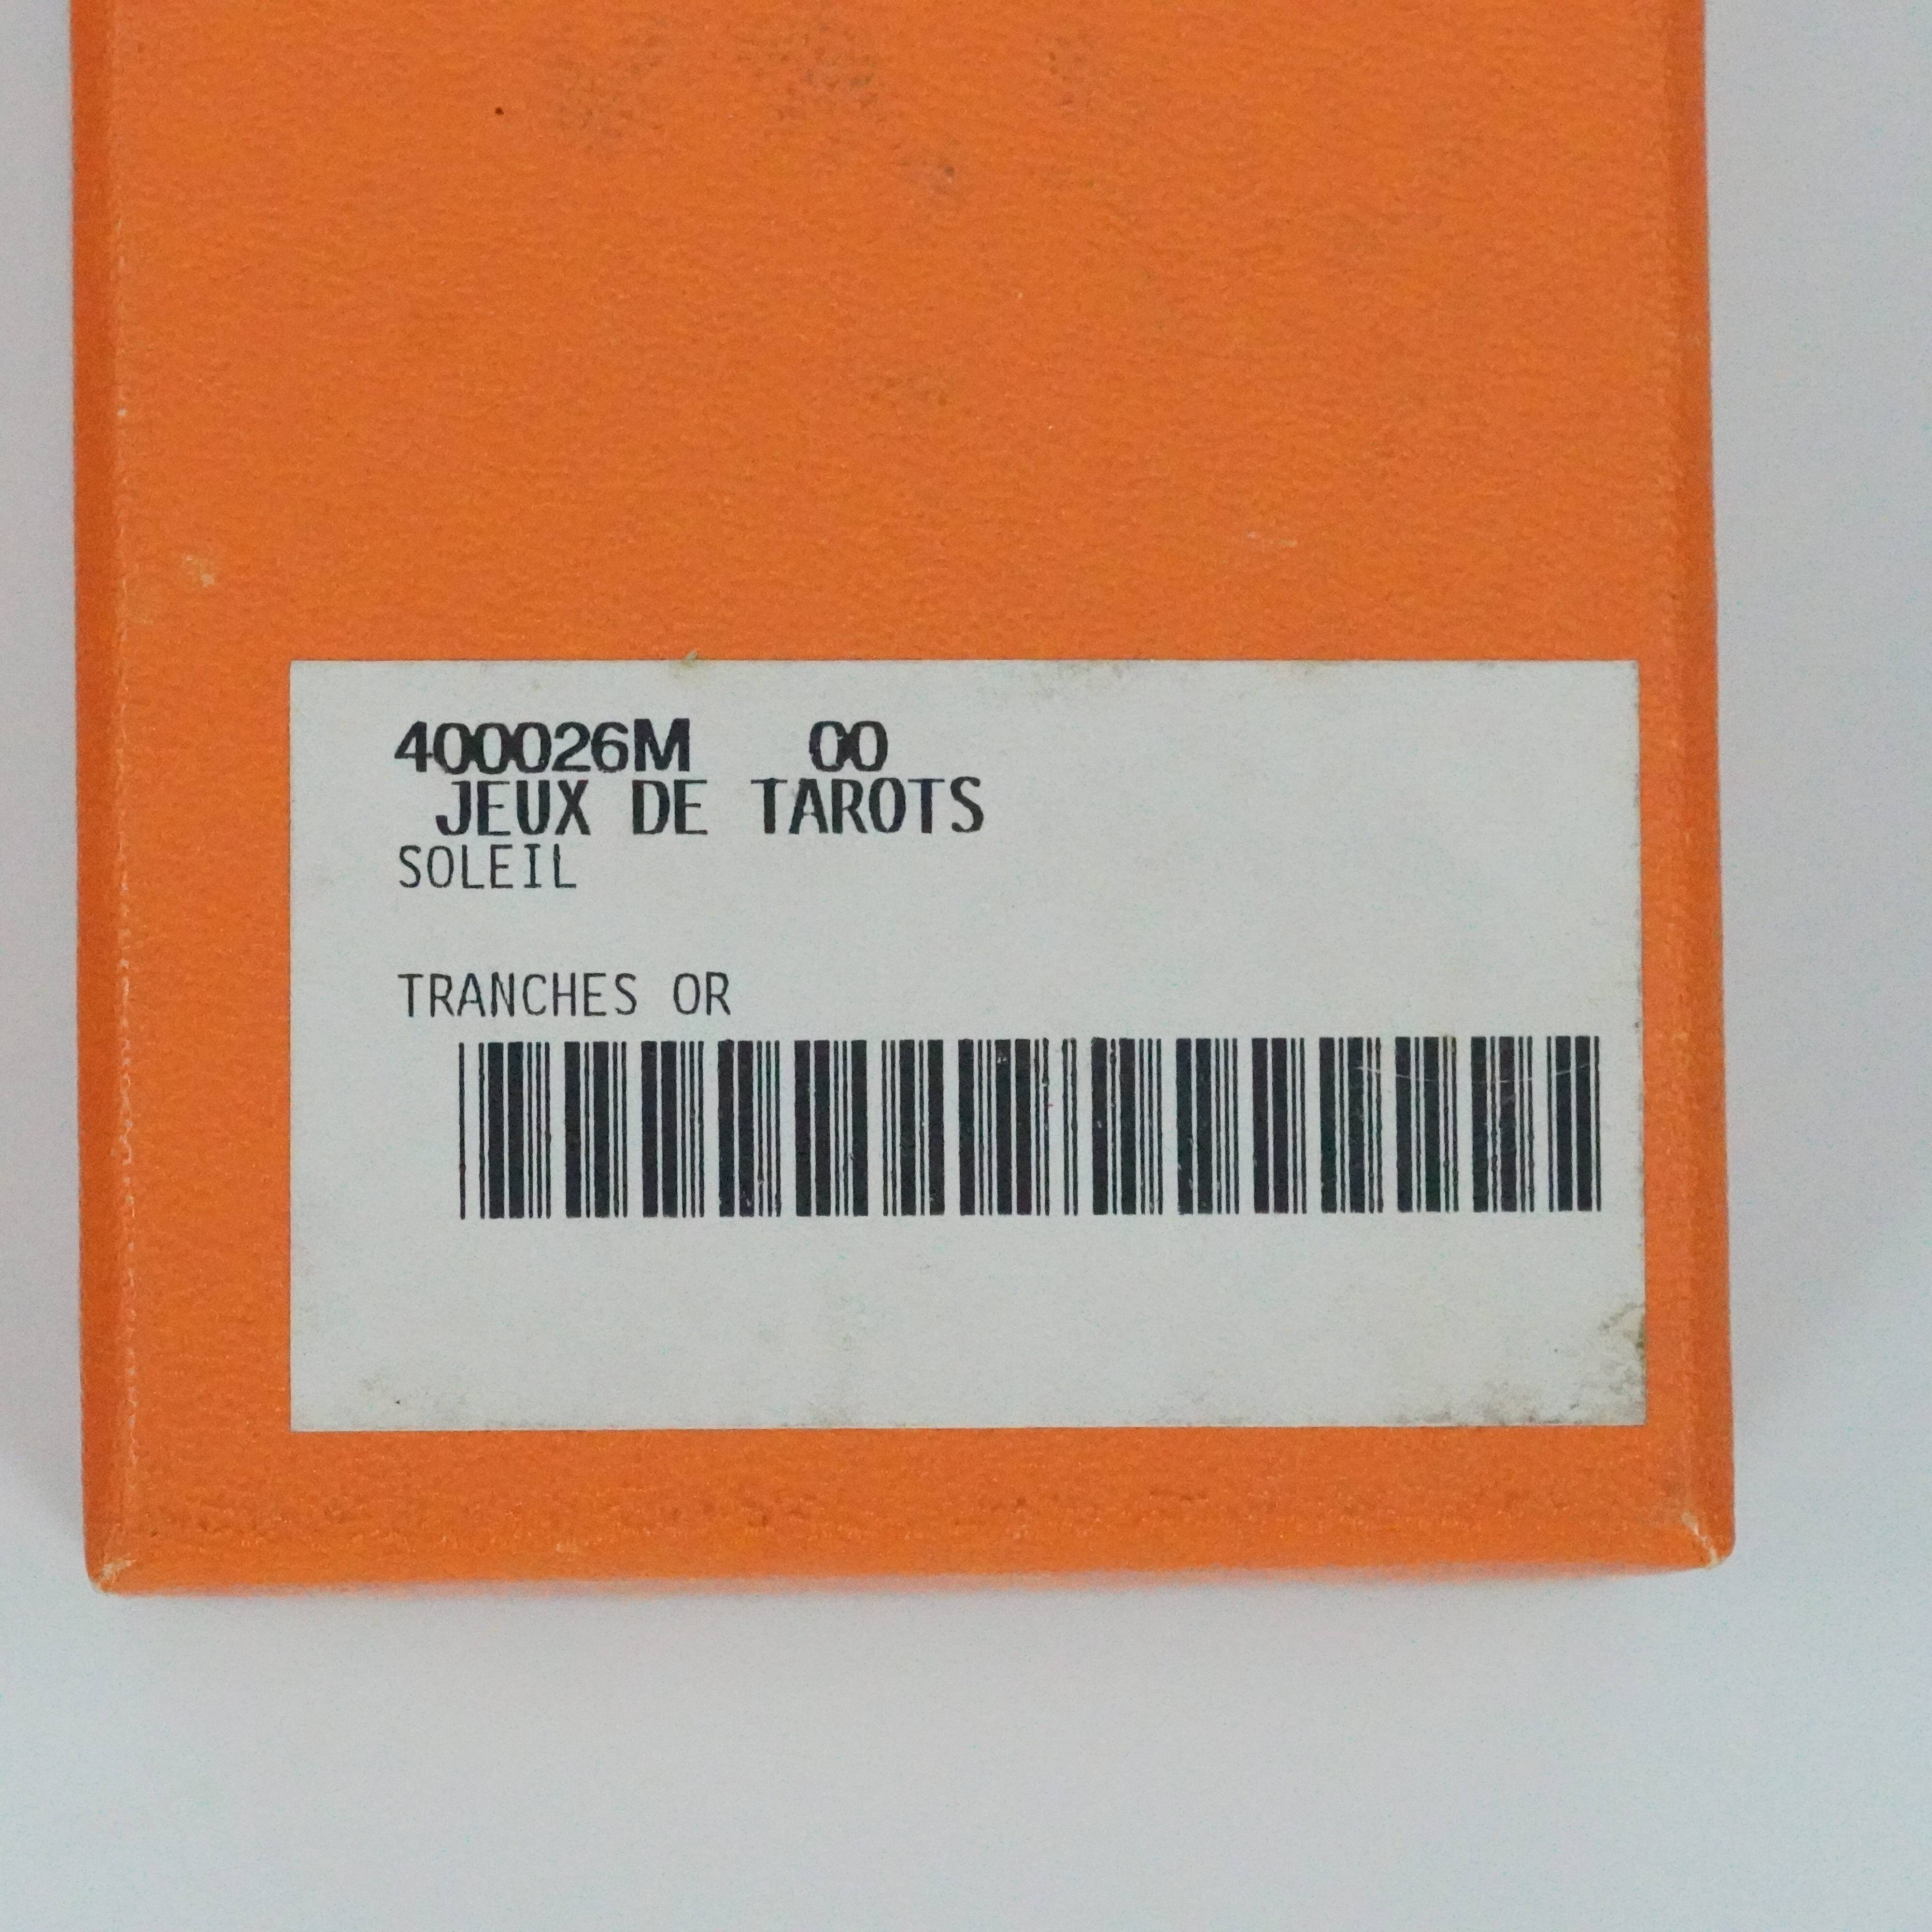 400026M 00
JEUX DE TAROTS
SOLEIL
TRANCHES OR